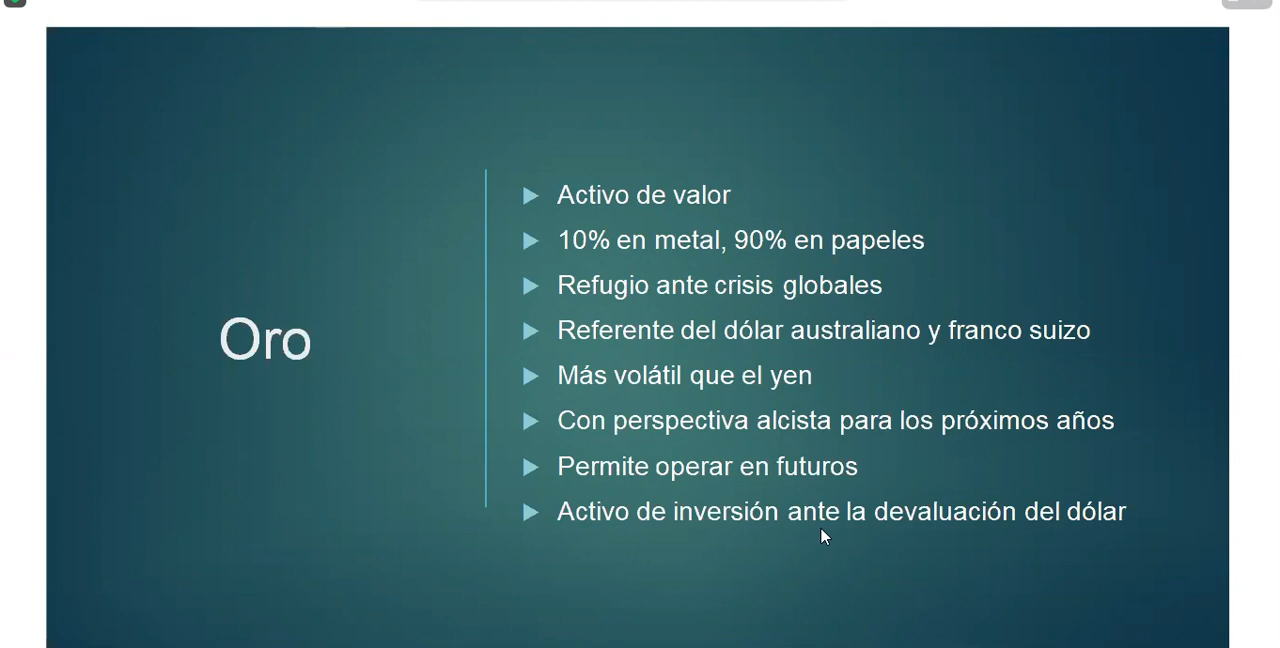 Oro
Activo de valor
10% en metal, 90% en papeles
Refugio ante crisis globales
Referente del dólar australiano y franco suizo
Más volátil que el yen
Con perspectiva alcista para los próximos años
Permite operar en futuros
Activo de inversión ante la devaluación del dólar